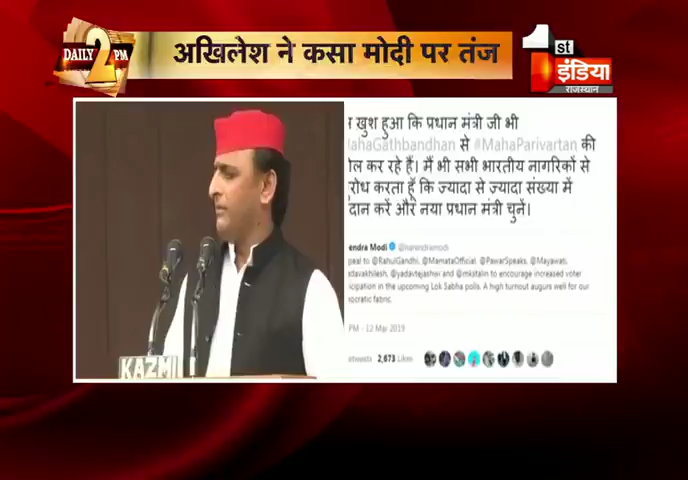 DAILY 2 PM
अखिलेश ने कसा मोदी पर तंज
1st
इंडिया
राजस्थान
खुश हुआ कि प्रधान मंत्री जी भी
ahaGathbandhan से #MahaParivartan की
कर रहे हैं। मैं भी सभी भारतीय नागरिकों से
रोध करता हूँ कि ज्यादा से ज्यादा संख्या में
दान करें और नया प्रधान मंत्री चुनें।
endra Modi @narendramodi
peal to @RahulGandhi, @MamataOfficial, @PawarSpeaks, @Mayawati,
sdavakhilesh, @yadavtejashwi and @mkstalin to encourage increased voter
icipation in the upcoming Lok Sabha polls. A high turnout augurs well for our
ocratic fabric.
PM - 12 Mar 2019
etweets 2,673 Likes
KAZMI